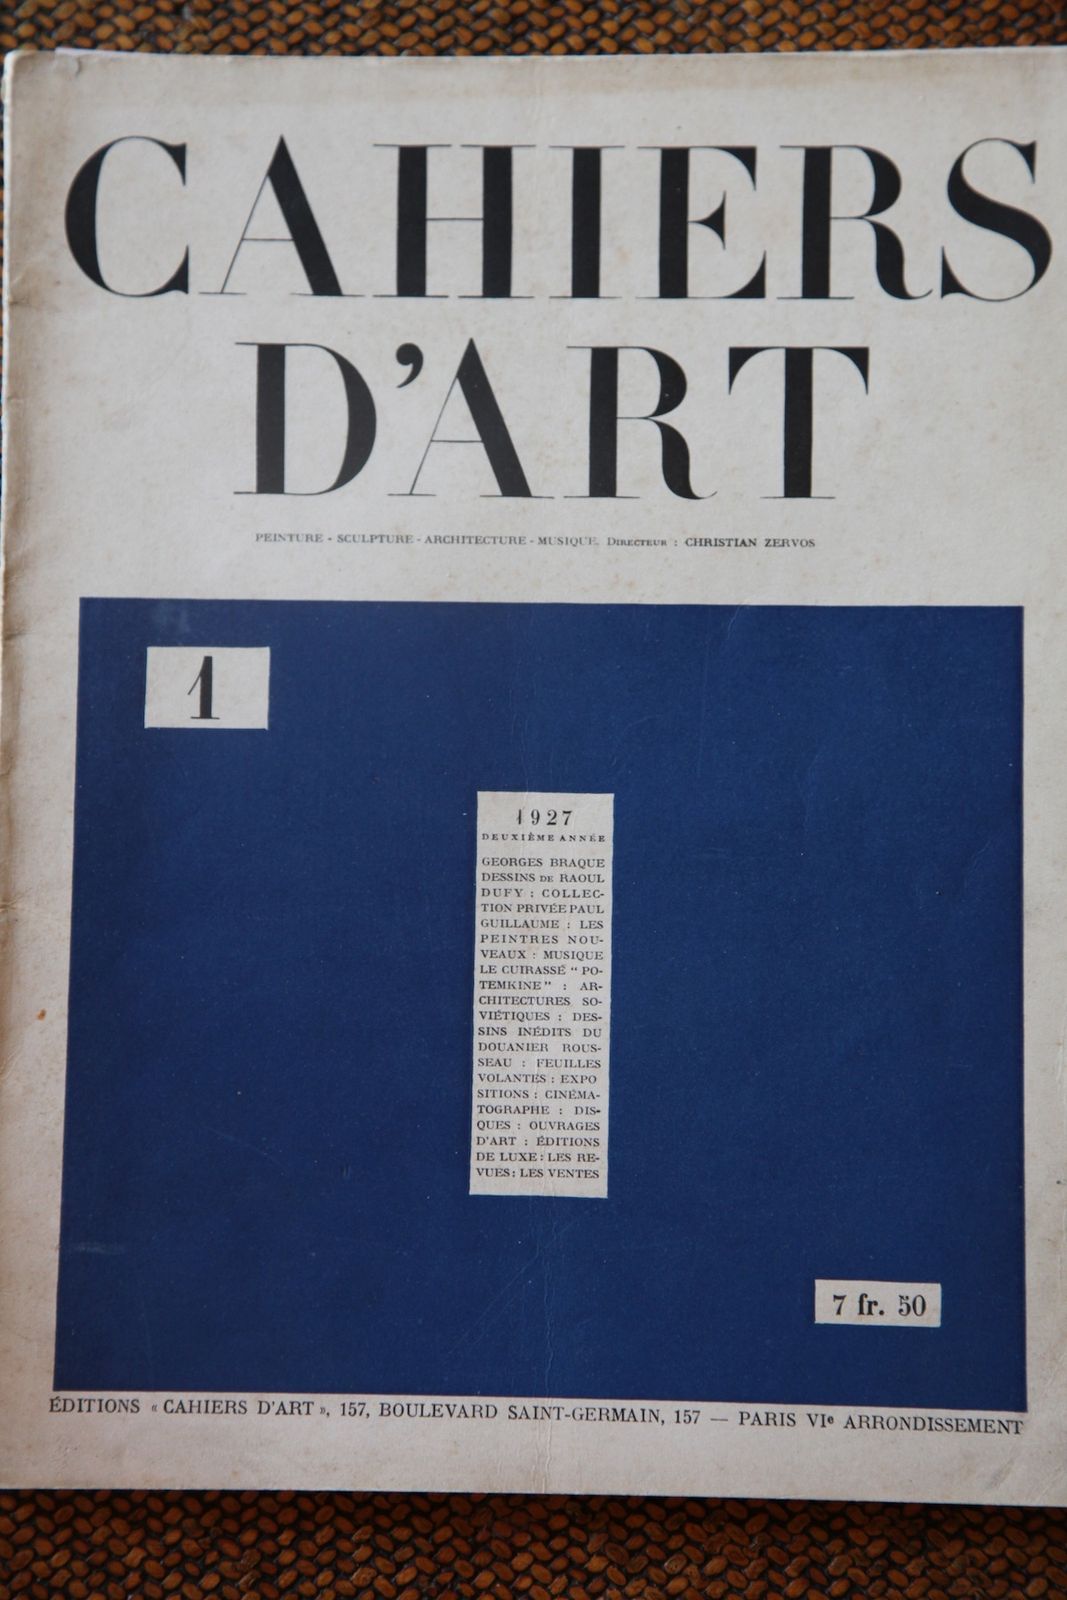 CAHIERS
D'ART
PEINTURE - SCULPTURE - ARCHITECTURE - MUSIQUE. DIRECTEUR : CHRISTIAN ZERVOS
1
1927
DEUXIÈME ANNÉE
GEORGES BRAQUE
DESSINS DE RAOUL
DUFY : COLLEC-
TION PRIVÉE PAUL
GUILLAUME : LES
PEINTRES NOU-
VEAUX : MUSIQUE
LE CUIRASSÉ " PO-
TEMKINE " : AR-
CHITECTURES SO-
VIÉTIQUES : DES-
SINS INÉDITS DU
DOUANIER ROUS-
SEAU : FEUILLES
VOLANTES : EXPO
SITIONS : CINÉMA-
TOGRAPHE : DIS-
QUES : OUVRAGES
D'ART : ÉDITIONS
DE LUXE : LES RE-
VUES : LES VENTES
7 fr. 50
ÉDITIONS « CAHIERS D'ART », 157, BOULEVARD SAINT-GERMAIN, 157 — PARIS VIe ARRONDISSEMENT